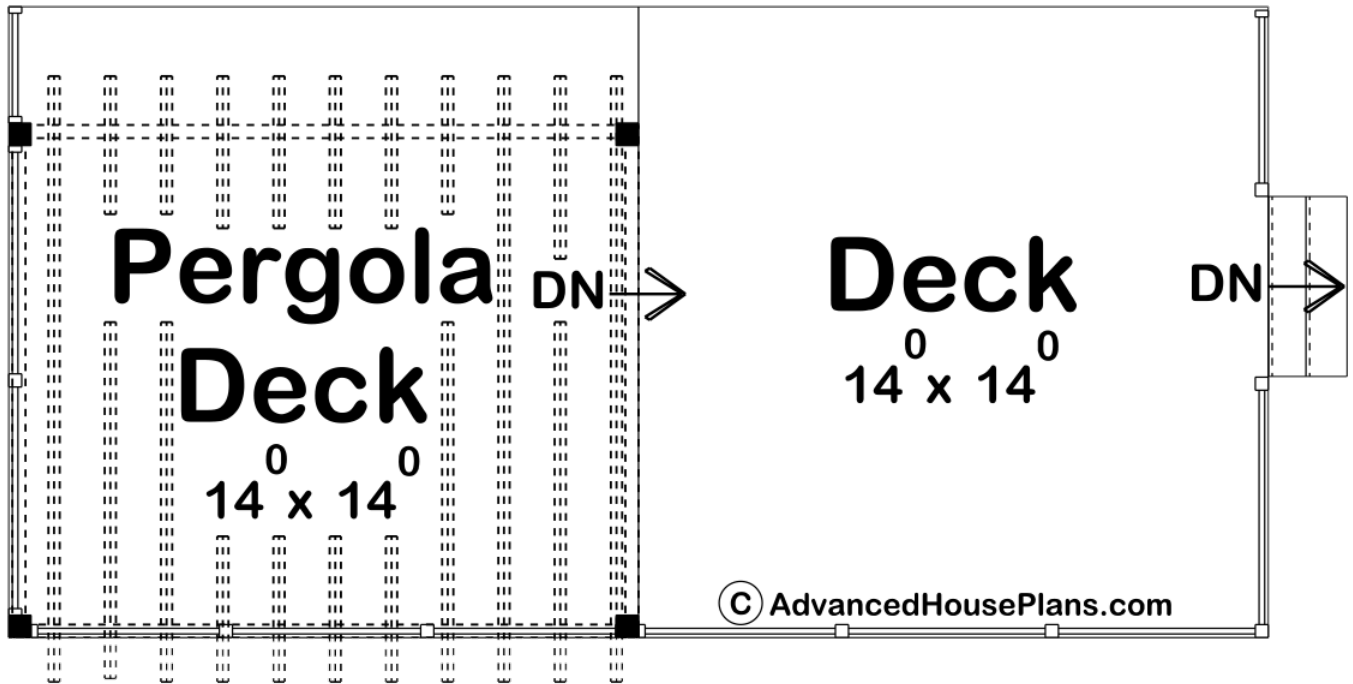 Pergola
Deck
14⁰ x 14⁰
DN
Deck
14⁰ x 14⁰
DN
© AdvancedHousePlans.com